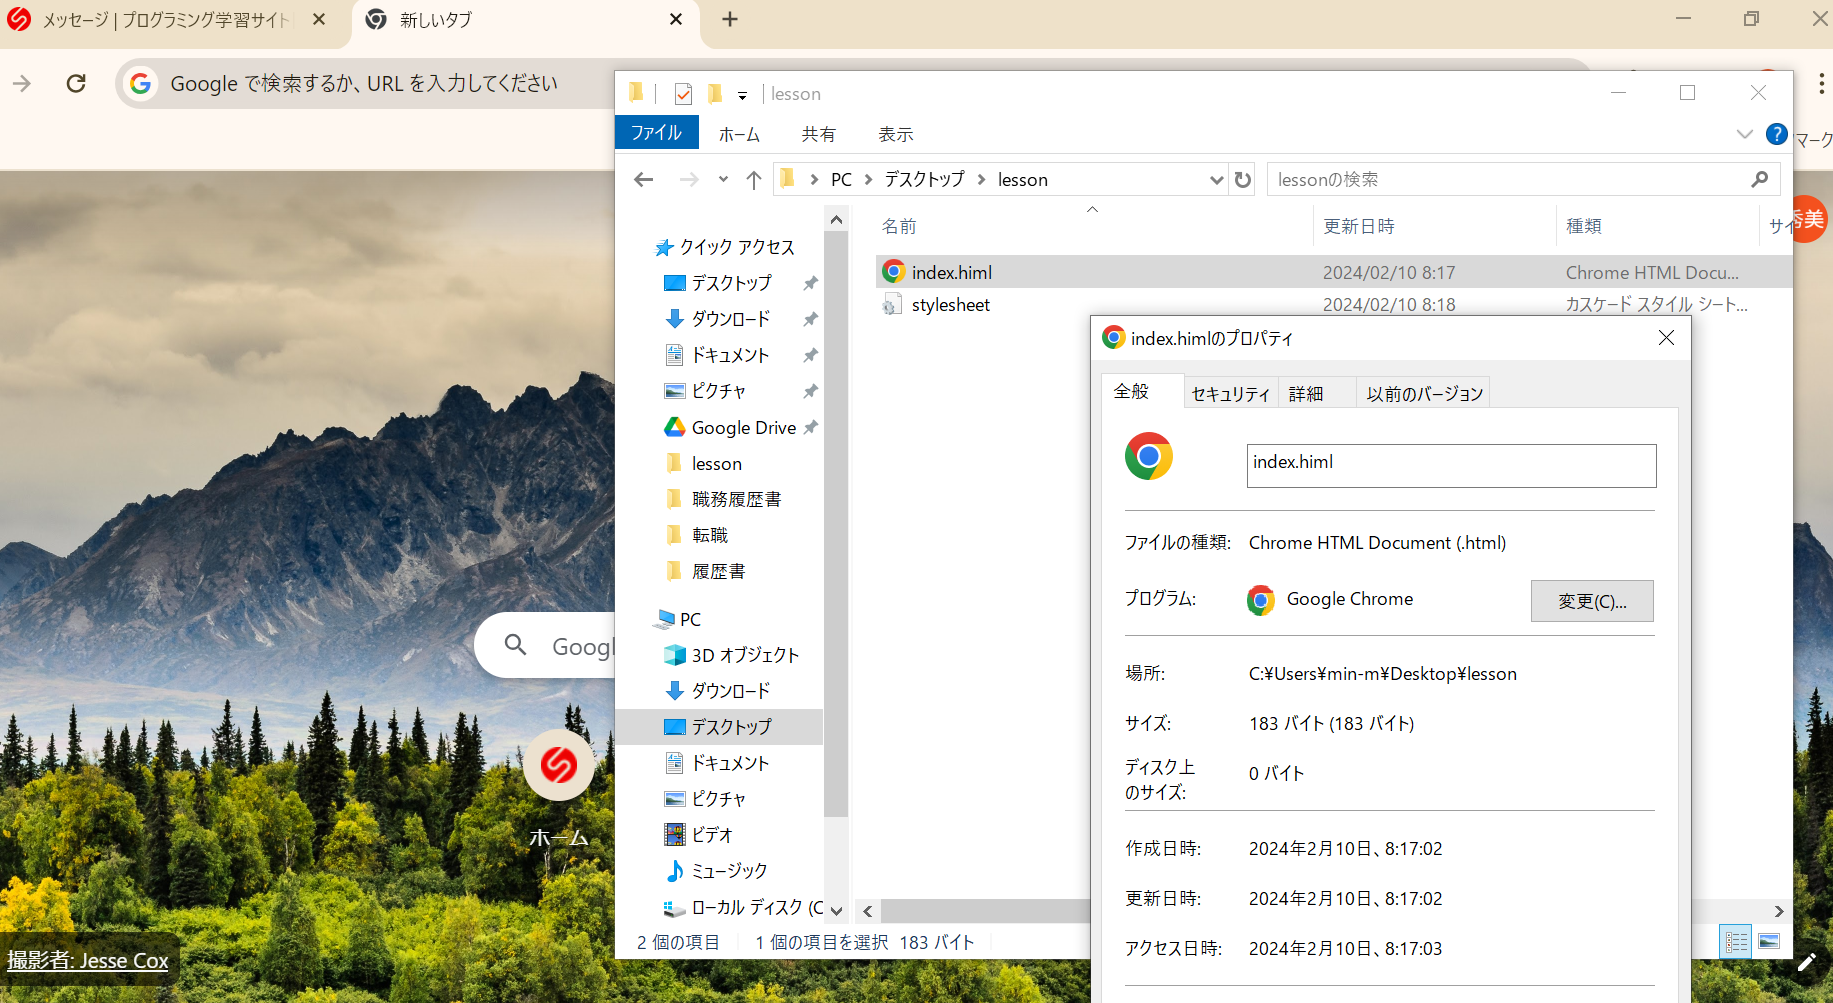 メッセージ | プログラミング学習サイト
新しいタブ
Google で検索するか、URL を入力してください
lesson
ファイル ホーム 共有 表示
?
マーク
PC デスクトップ lesson
lessonの検索
名前 更新日時 種類 サイ
秀美
クイック アクセス
デスクトップ
ダウンロード
ドキュメント
ピクチャ
Google Drive
lesson
職務履歴書
転職
履歴書
PC
3D オブジェクト
ダウンロード
デスクトップ
ドキュメント
ピクチャ
ビデオ
ミュージック
ローカル ディスク (C
index.himl 2024/02/10 8:17 Chrome HTML Docu...
stylesheet 2024/02/10 8:18 カスケード スタイル シート...
index.himlのプロパティ
全般 セキュリティ 詳細 以前のバージョン
index.himl
ファイルの種類: Chrome HTML Document (.html)
プログラム: Google Chrome 変更(C)...
場所: C:¥Users¥min-m¥Desktop¥lesson
サイズ: 183 バイト (183 バイト)
ディスク上
のサイズ: 0 バイト
作成日時: 2024年2月10日、8:17:02
更新日時: 2024年2月10日、8:17:02
アクセス日時: 2024年2月10日、8:17:03
2 個の項目 1 個の項目を選択 183 バイト
Googl
ホーム
撮影者: Jesse Cox